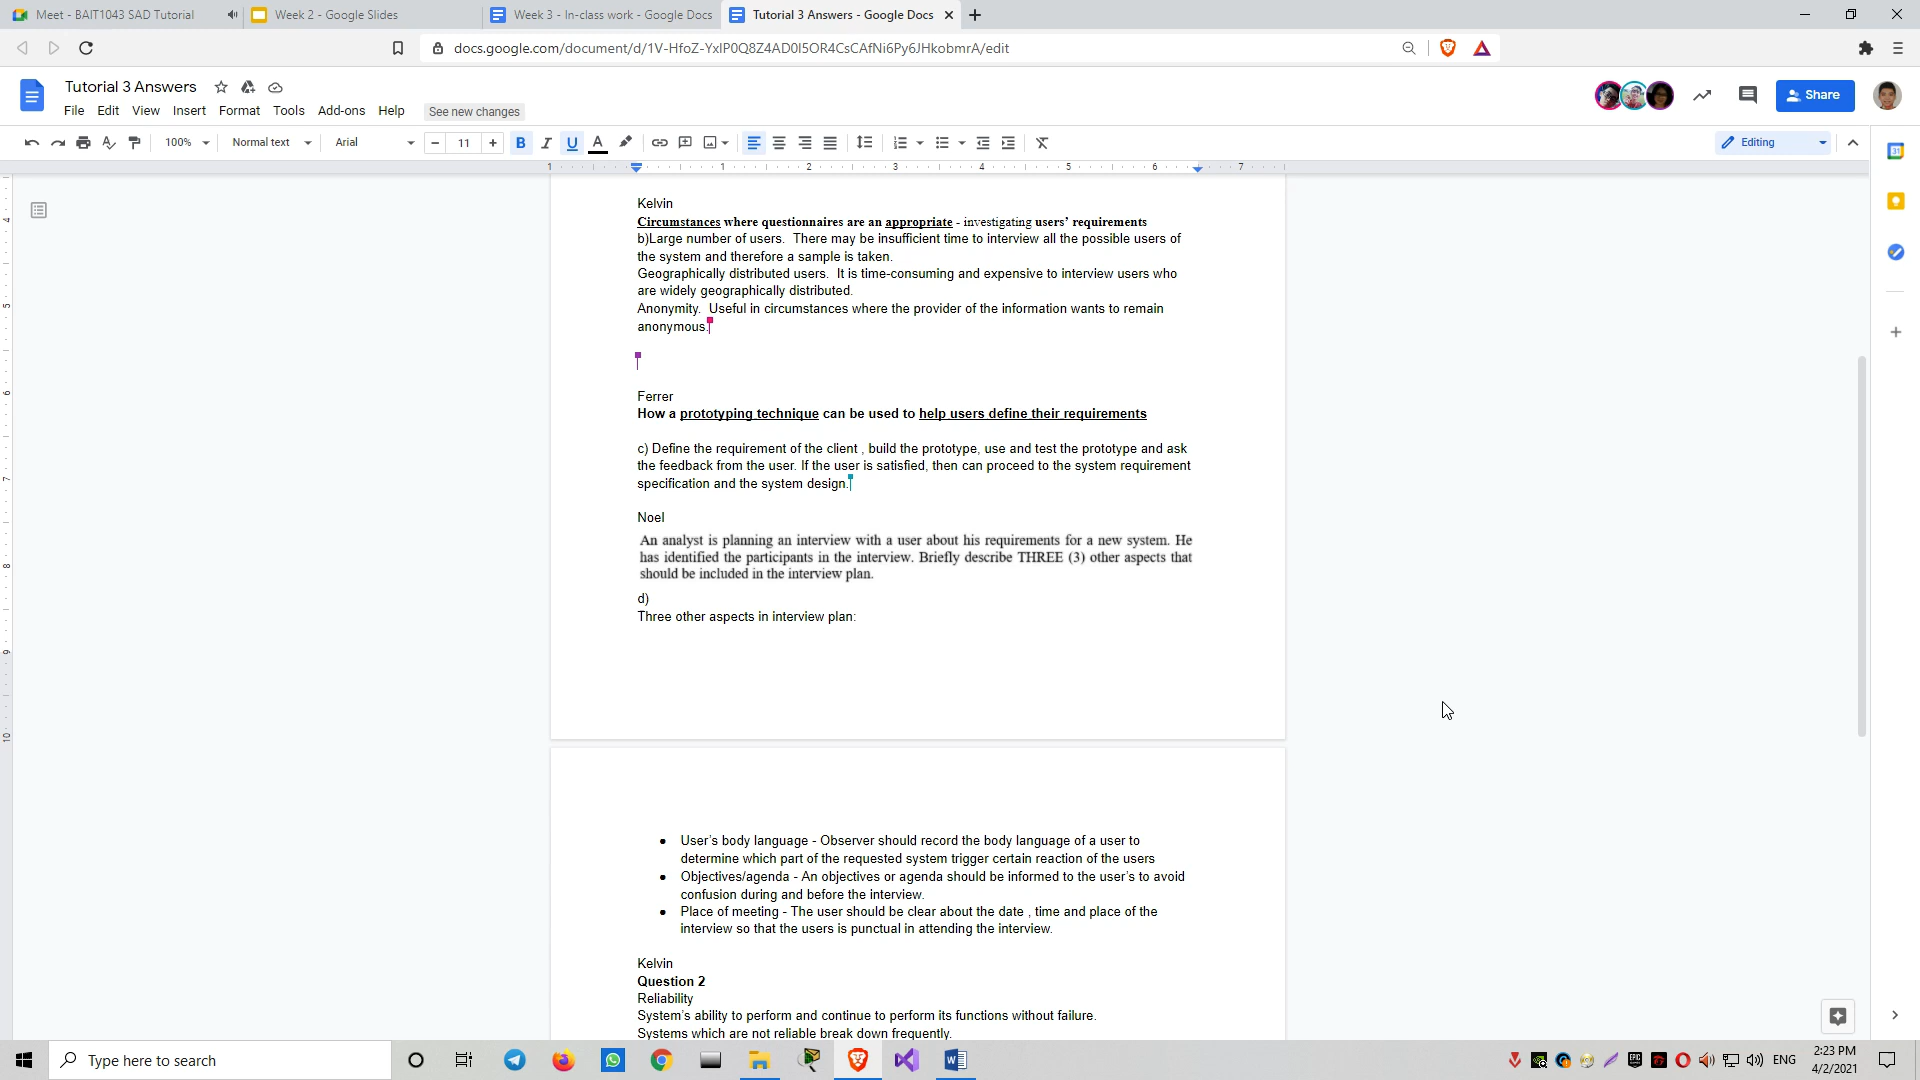 Meet - BAIT1043 SAD Tutorial
Week 2 - Google Slides
Week 3 - In-class work - Google Docs
Tutorial 3 Answers - Google Docs
docs.google.com/document/d/1V-HfoZ-YxIP0Q8Z4AD0I5OR4CsCAfNi6Py6JHkobmrA/edit
Tutorial 3 Answers
File Edit View Insert Format Tools Add-ons Help See new changes
Share
100% Normal text Arial 11 B I U A Editing
1 1 2 3 4 5 6 7
Kelvin
Circumstances where questionnaires are an appropriate - investigating users’ requirements
b)Large number of users. There may be insufficient time to interview all the possible users of
the system and therefore a sample is taken.
Geographically distributed users. It is time-consuming and expensive to interview users who
are widely geographically distributed.
Anonymity. Useful in circumstances where the provider of the information wants to remain
anonymous.
Ferrer
How a prototyping technique can be used to help users define their requirements
c) Define the requirement of the client , build the prototype, use and test the prototype and ask
the feedback from the user. If the user is satisfied, then can proceed to the system requirement
specification and the system design.
Noel
An analyst is planning an interview with a user about his requirements for a new system. He
has identified the participants in the interview. Briefly describe THREE (3) other aspects that
should be included in the interview plan.
d)
Three other aspects in interview plan:
4
5
6
7
8
9
10
● User’s body language - Observer should record the body language of a user to
determine which part of the requested system trigger certain reaction of the users
● Objectives/agenda - An objectives or agenda should be informed to the user’s to avoid
confusion during and before the interview.
● Place of meeting - The user should be clear about the date , time and place of the
interview so that the users is punctual in attending the interview.
Kelvin
Question 2
Reliability
System’s ability to perform and continue to perform its functions without failure.
Systems which are not reliable break down frequently.
Type here to search
ENG
2:23 PM
4/2/2021